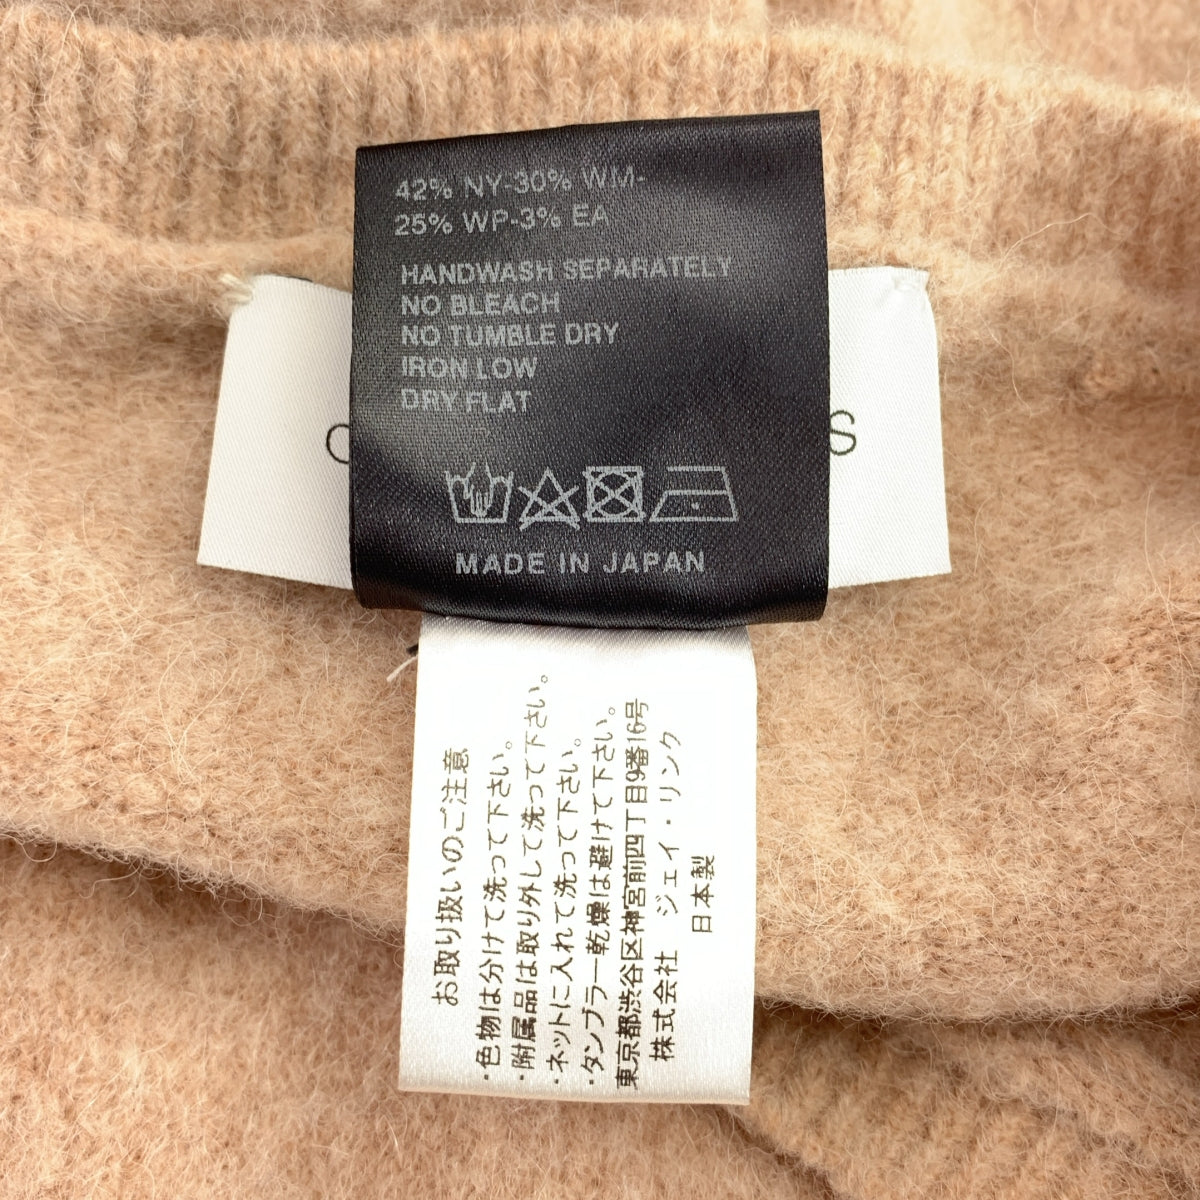 42% NY-30% WM-
25% WP-3% EA
HANDWASH SEPARATELY
NO BLEACH
NO TUMBLE DRY
IRON LOW
DRY FLAT
MADE IN JAPAN
S
お取り扱いのご注意
・色物は分けて洗って下さい。
・附属品は取り外して洗って下さい。
・ネットに入れて洗って下さい。
・タンブラー乾燥は避けて下さい。
東京都渋谷区神宮前四丁目9番16号
株式会社 ジェイ・リンク
日本製